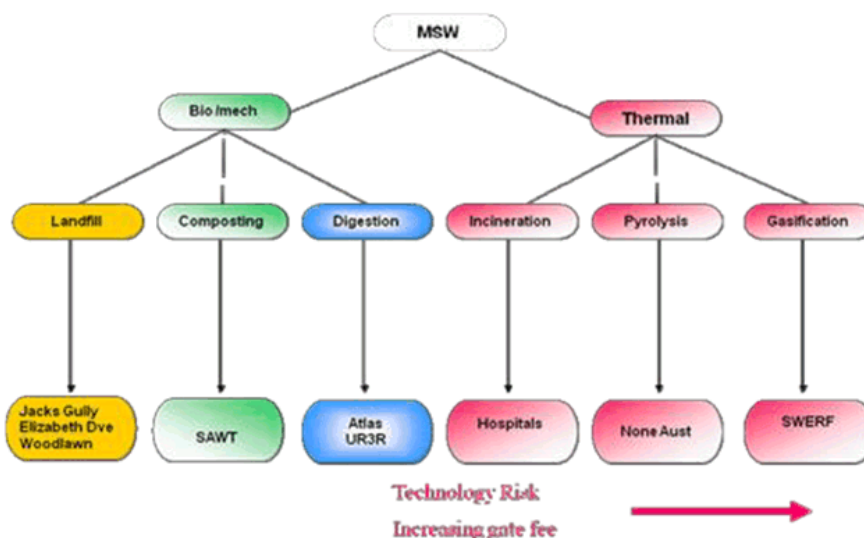 MSW
Bio /mech
Thermal
Landfill
Composting
Digestion
Incineration
Pyrolysis
Gasification
Jacks Gully
Elizabeth Dve
Woodlawn
SAWT
Atlas
UR3R
Hospitals
None Aust
SWERF
Technology Risk
Increasing gate fee